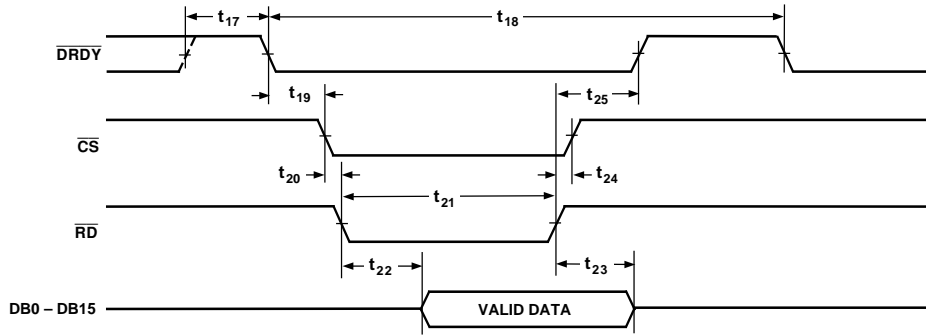 t17
t18
DRDY
t19
t25
CS
t20
t24
t21
RD
t22
t23
DB0 – DB15
VALID DATA